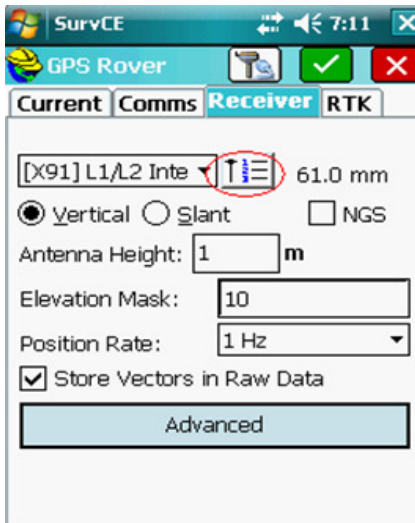 SurvCE 7:11
GPS Rover
Current Comms Receiver RTK
[X91] L1/L2 Inte 61.0 mm
Vertical Slant NGS
Antenna Height: 1 m
Elevation Mask: 10
Position Rate: 1 Hz
Store Vectors in Raw Data
Advanced